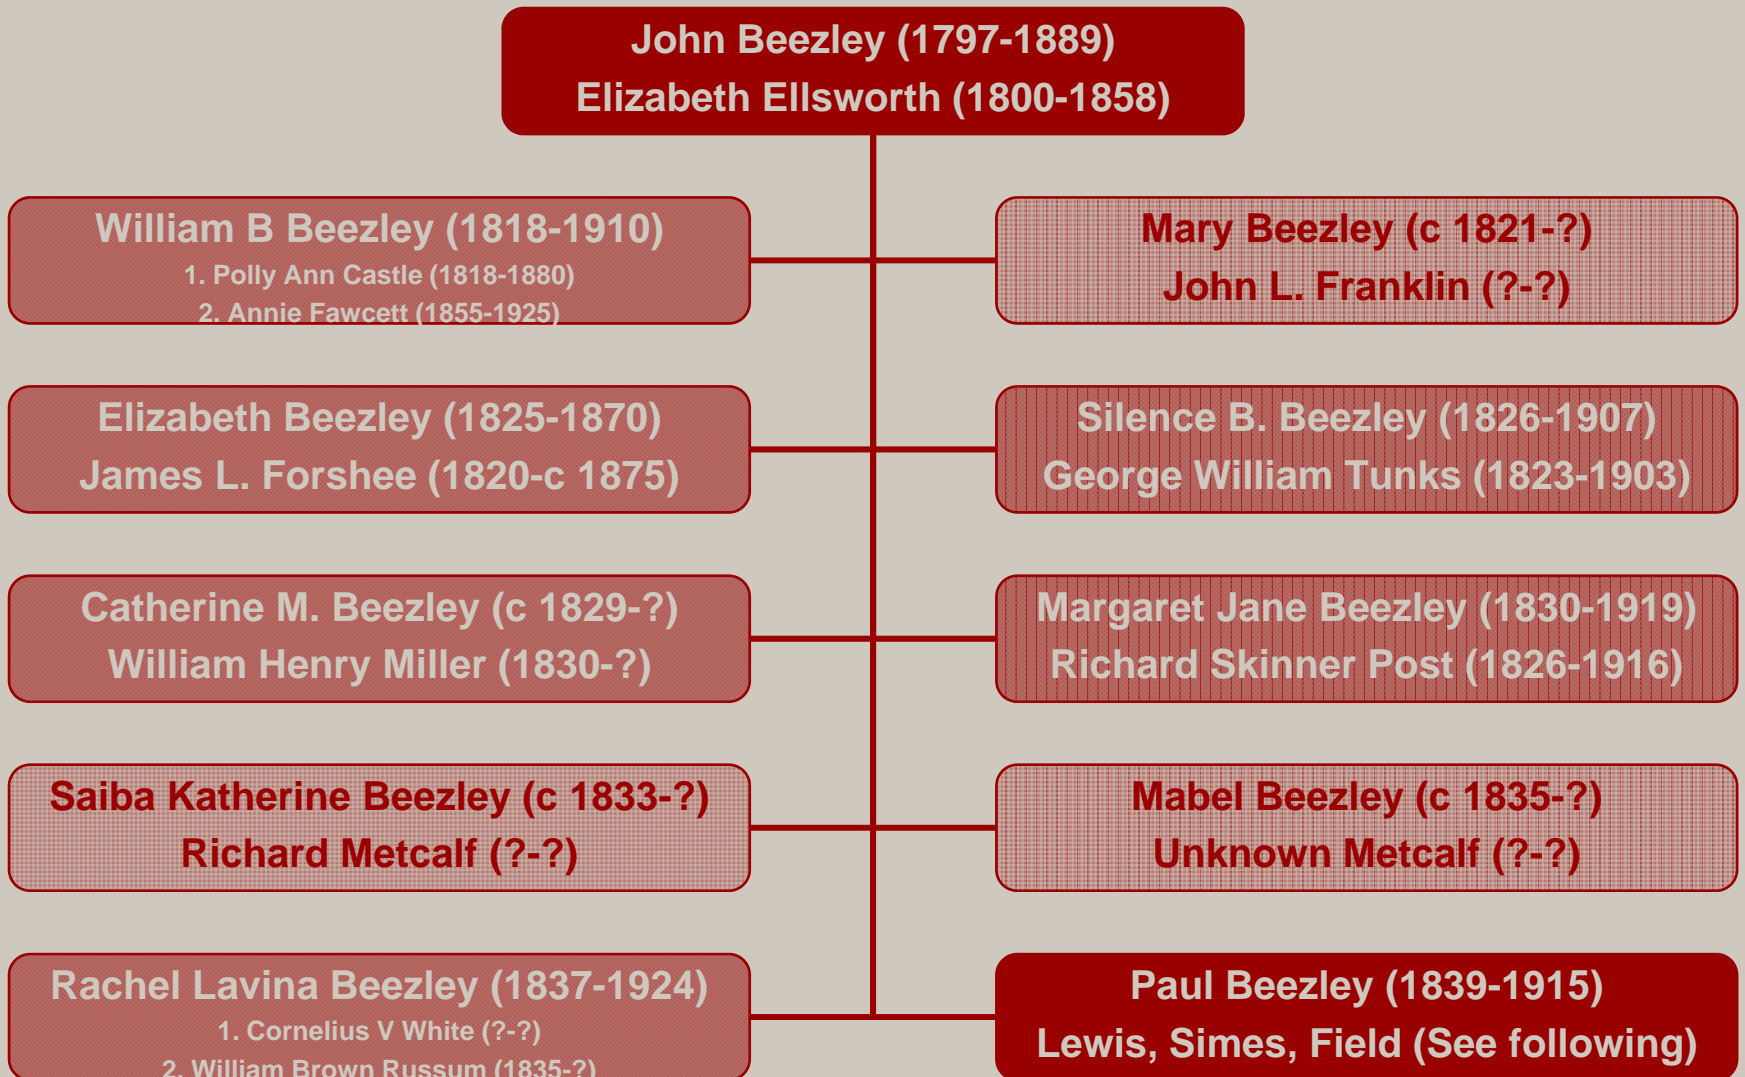 John Beezley (1797-1889)
Elizabeth Ellsworth (1800-1858)
William B Beezley (1818-1910)
1. Polly Ann Castle (1818-1880)
2. Annie Fawcett (1855-1925)
Mary Beezley (c 1821-?)
John L. Franklin (?-?)
Elizabeth Beezley (1825-1870)
James L. Forshee (1820-c 1875)
Silence B. Beezley (1826-1907)
George William Tunks (1823-1903)
Catherine M. Beezley (c 1829-?)
William Henry Miller (1830-?)
Margaret Jane Beezley (1830-1919)
Richard Skinner Post (1826-1916)
Saiba Katherine Beezley (c 1833-?)
Richard Metcalf (?-?)
Mabel Beezley (c 1835-?)
Unknown Metcalf (?-?)
Rachel Lavina Beezley (1837-1924)
1. Cornelius V White (?-?)
2. William Brown Russum (1835-?)
Paul Beezley (1839-1915)
Lewis, Simes, Field (See following)